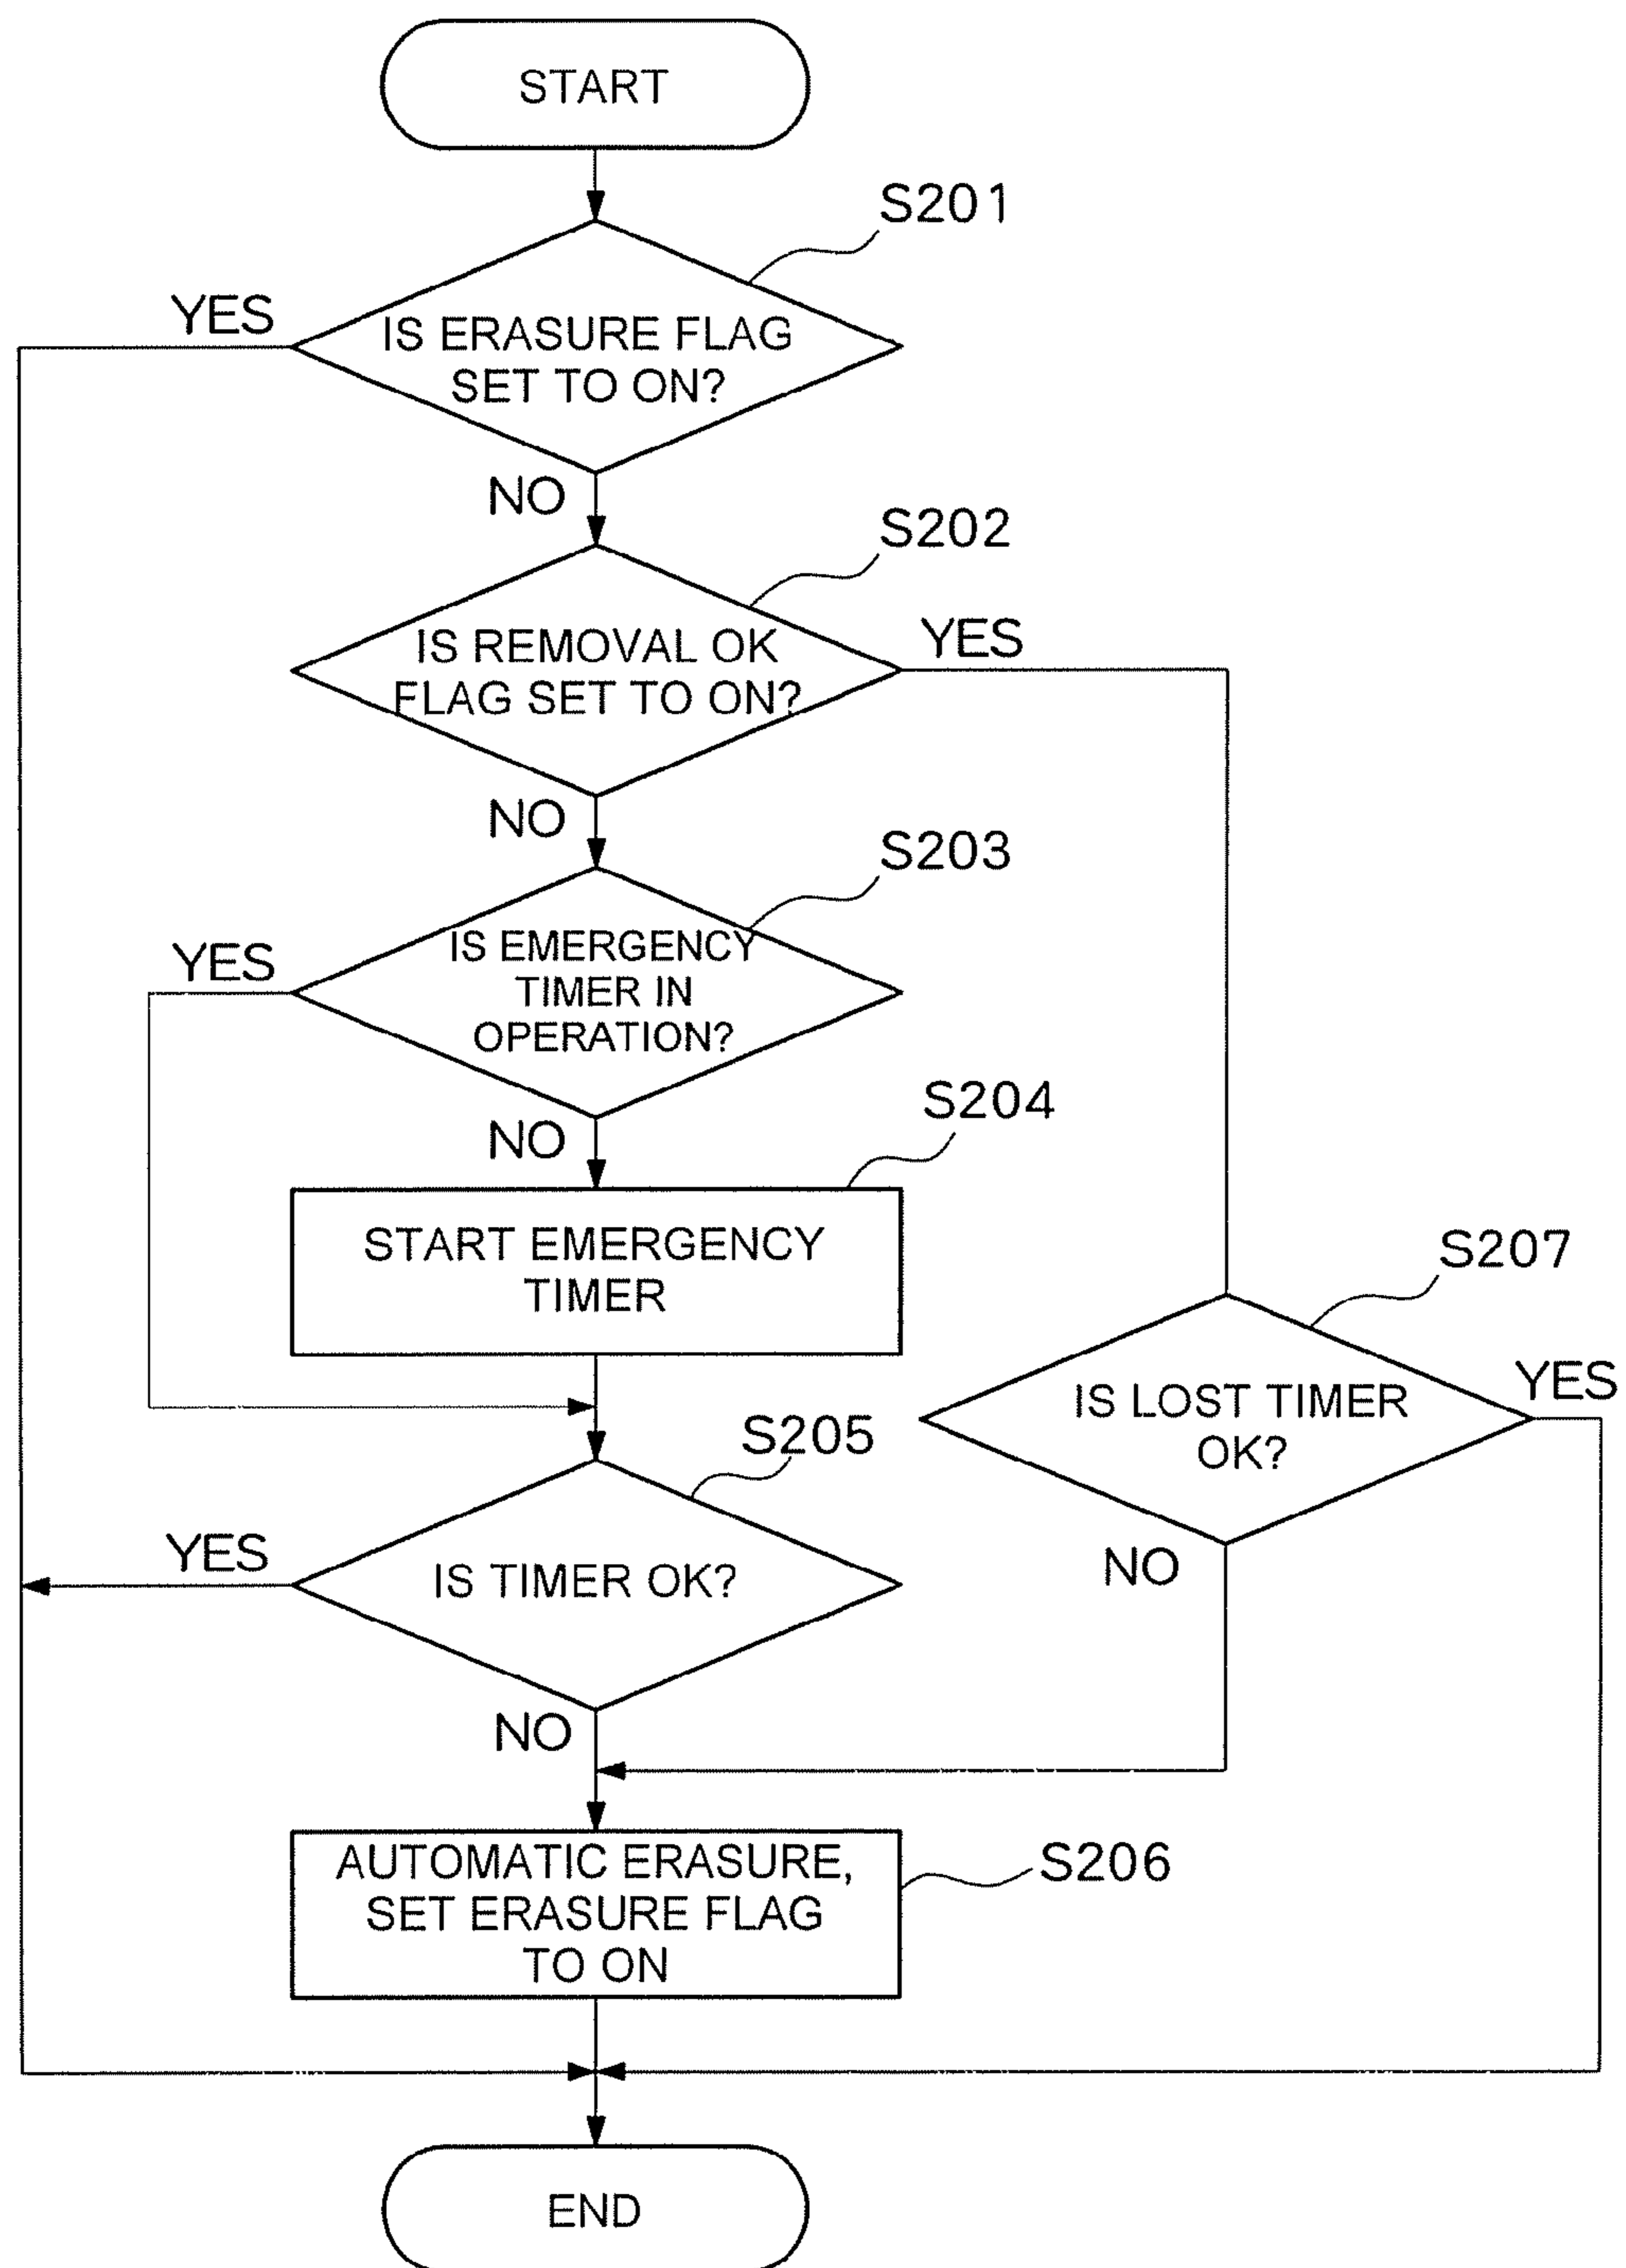 START
S201
YES
IS ERASURE FLAG
SET TO ON?
NO
S202
YES
IS REMOVAL OK
FLAG SET TO ON?
NO
S203
YES
IS EMERGENCY
TIMER IN
OPERATION?
NO
S204
START EMERGENCY
TIMER
S207
YES
IS LOST TIMER
OK?
NO
S205
YES
IS TIMER OK?
NO
AUTOMATIC ERASURE,
SET ERASURE FLAG
TO ON
S206
END